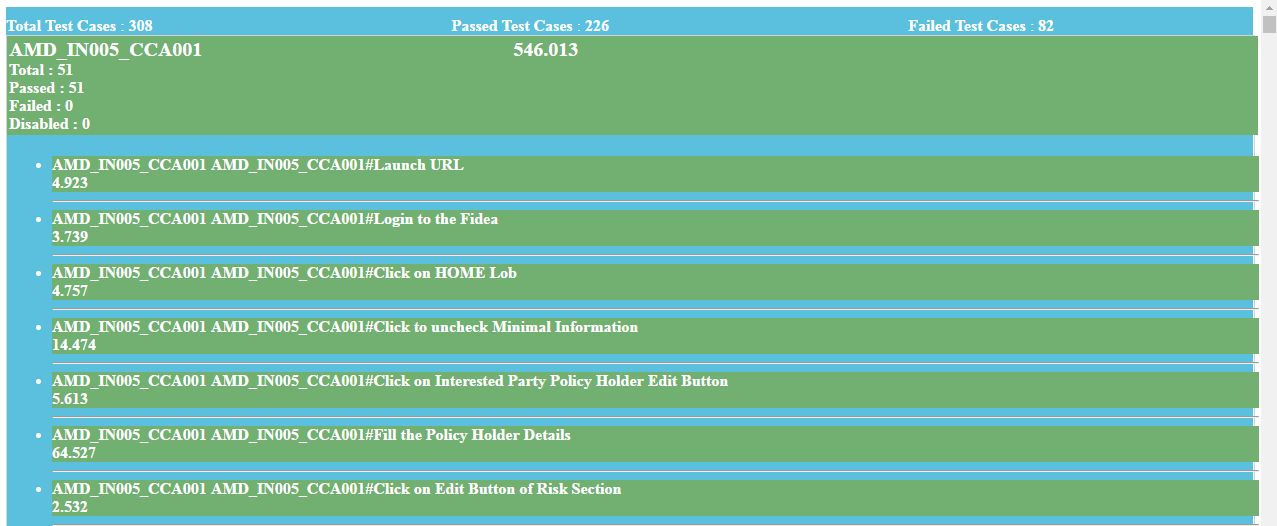 Total Test Cases : 308 Passed Test Cases : 226 Failed Test Cases : 82
AMD_IN005_CCA001 546.013
Total : 51
Passed : 51
Failed : 0
Disabled : 0
• AMD_IN005_CCA001 AMD_IN005_CCA001#Launch URL
4.923
• AMD_IN005_CCA001 AMD_IN005_CCA001#Login to the Fidea
3.739
• AMD_IN005_CCA001 AMD_IN005_CCA001#Click on HOME Lob
4.757
• AMD_IN005_CCA001 AMD_IN005_CCA001#Click to uncheck Minimal Information
14.474
• AMD_IN005_CCA001 AMD_IN005_CCA001#Click on Interested Party Policy Holder Edit Button
5.613
• AMD_IN005_CCA001 AMD_IN005_CCA001#Fill the Policy Holder Details
64.527
• AMD_IN005_CCA001 AMD_IN005_CCA001#Click on Edit Button of Risk Section
2.532